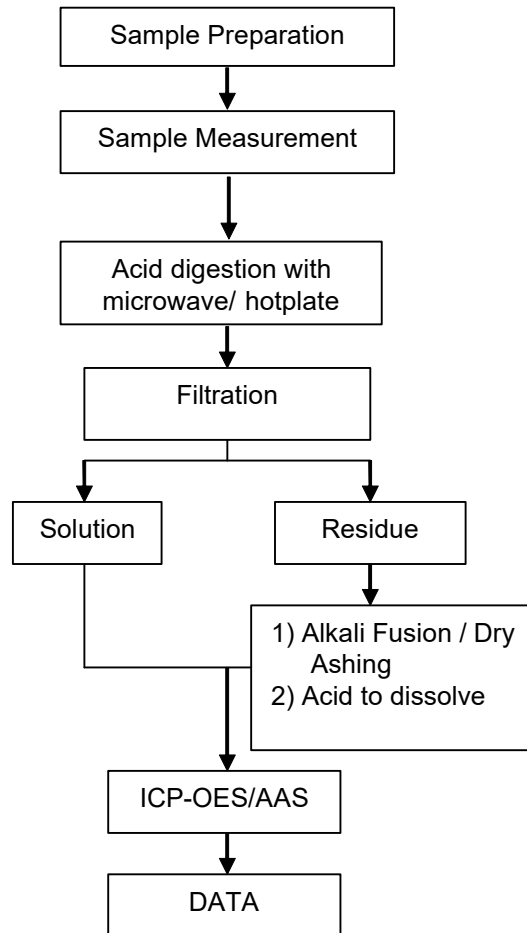 Sample Preparation
Sample Measurement
Acid digestion with
microwave/ hotplate
Filtration
Solution
Residue
1) Alkali Fusion / Dry
Ashing
2) Acid to dissolve
ICP-OES/AAS
DATA